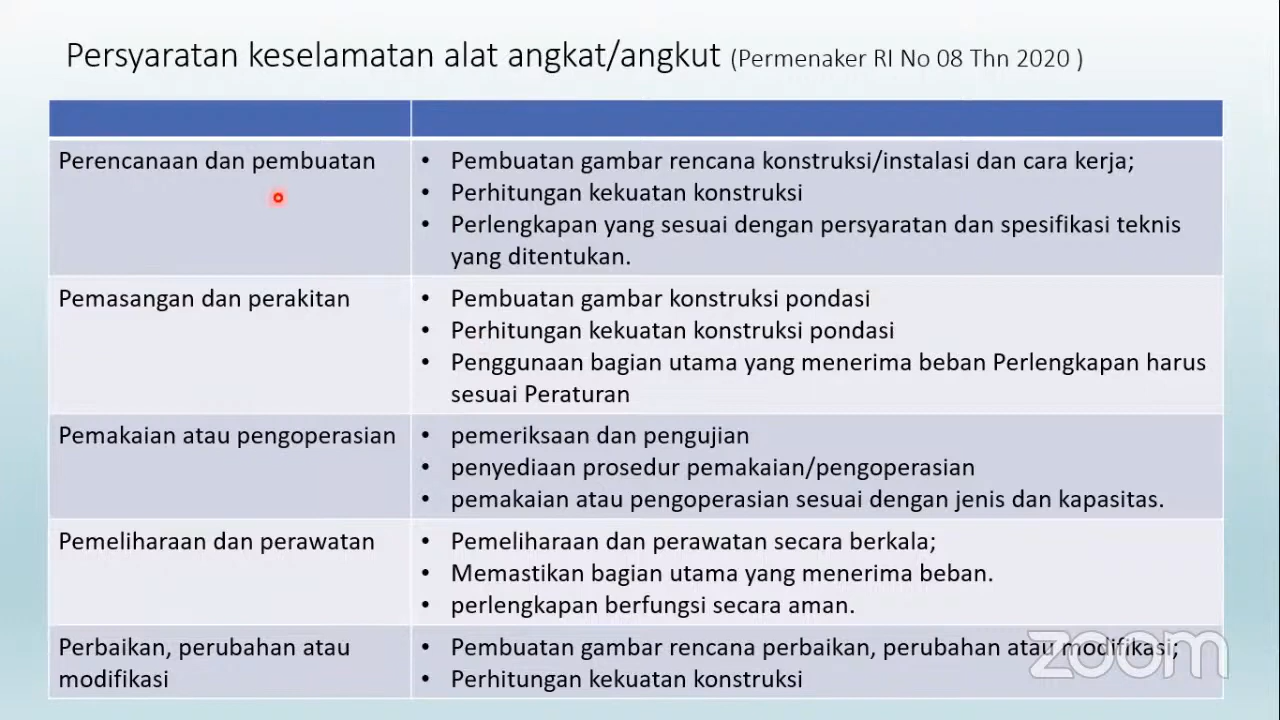 Persyaratan keselamatan alat angkat/angkut (Permenaker RI No 08 Thn 2020 )
Perencanaan dan pembuatan
• Pembuatan gambar rencana konstruksi/instalasi dan cara kerja;
• Perhitungan kekuatan konstruksi
• Perlengkapan yang sesuai dengan persyaratan dan spesifikasi teknis
yang ditentukan.
Pemasangan dan perakitan
• Pembuatan gambar konstruksi pondasi
• Perhitungan kekuatan konstruksi pondasi
• Penggunaan bagian utama yang menerima beban Perlengkapan harus
sesuai Peraturan
Pemakaian atau pengoperasian
• pemeriksaan dan pengujian
• penyediaan prosedur pemakaian/pengoperasian
• pemakaian atau pengoperasian sesuai dengan jenis dan kapasitas.
Pemeliharaan dan perawatan
• Pemeliharaan dan perawatan secara berkala;
• Memastikan bagian utama yang menerima beban.
• perlengkapan berfungsi secara aman.
Perbaikan, perubahan atau
modifikasi
• Pembuatan gambar rencana perbaikan, perubahan atau modifikasi;
• Perhitungan kekuatan konstruksi
zoom